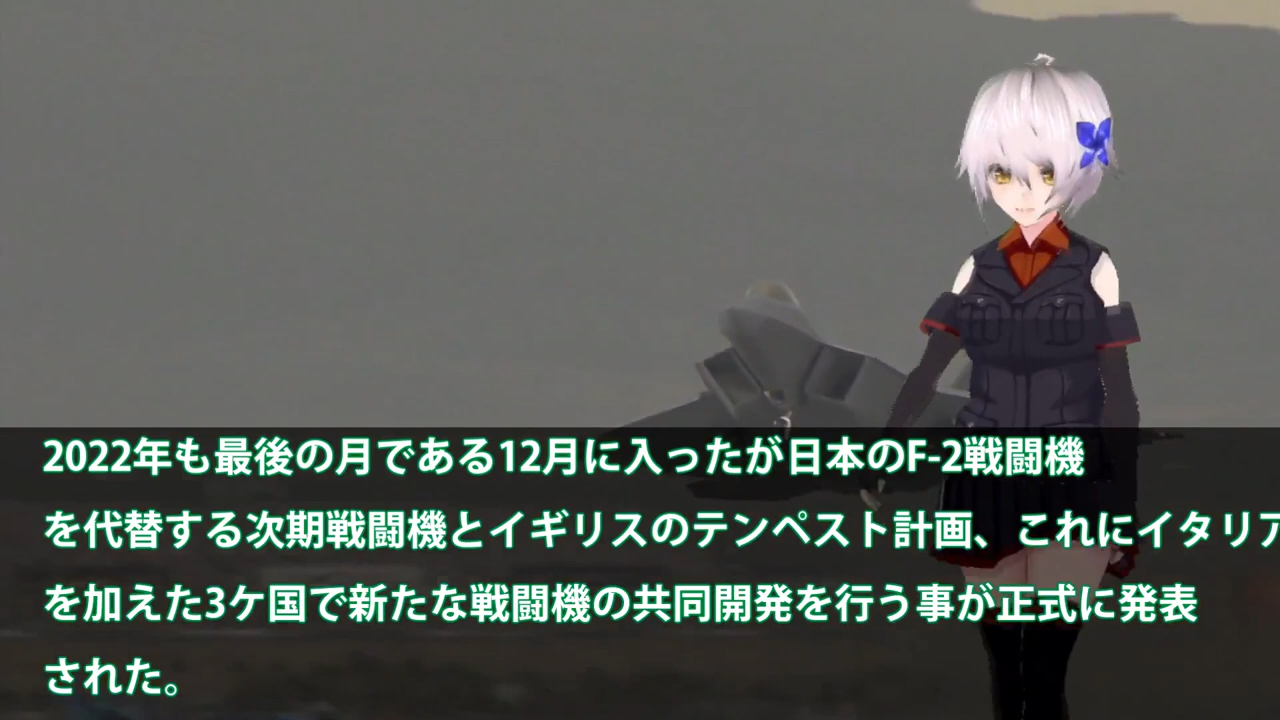 2022年も最後の月である12月に入ったが日本のF-2戦闘機
を代替する次期戦闘機とイギリスのテンペスト計画、これにイタリア
を加えた3ケ国で新たな戦闘機の共同開発を行う事が正式に発表
された。